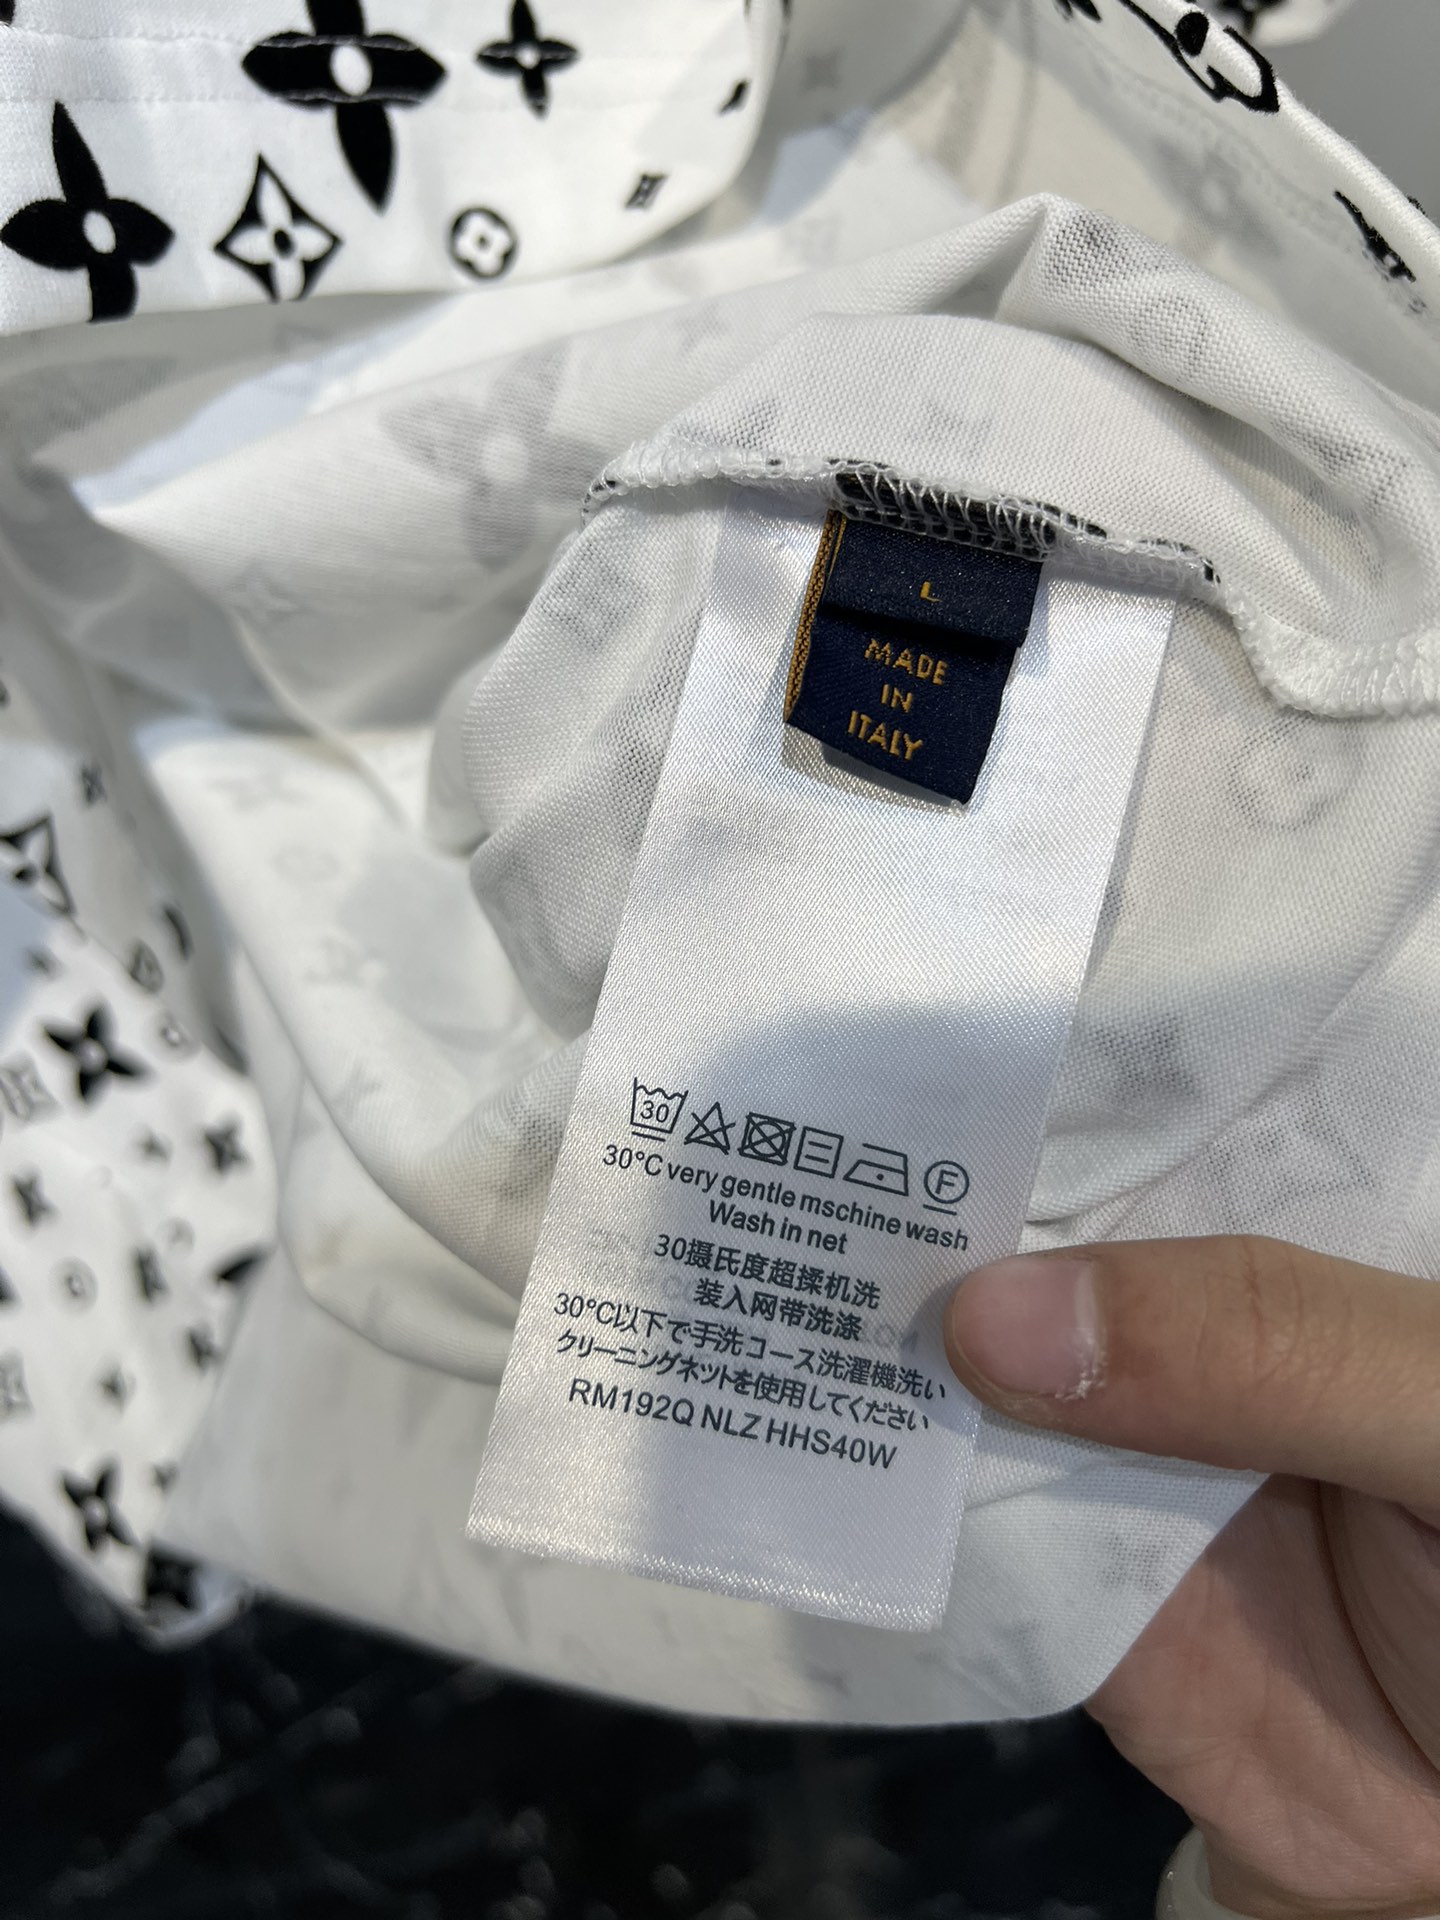 L
MADE
IN
ITALY
30
F
30°C very gentle mschine wash
Wash in net
30摄氏度超揉机洗
装入网带洗涤
30°C以下で手洗コース洗濯機洗い
クリーニングネットを使用してください
RM192Q NLZ HHS40W